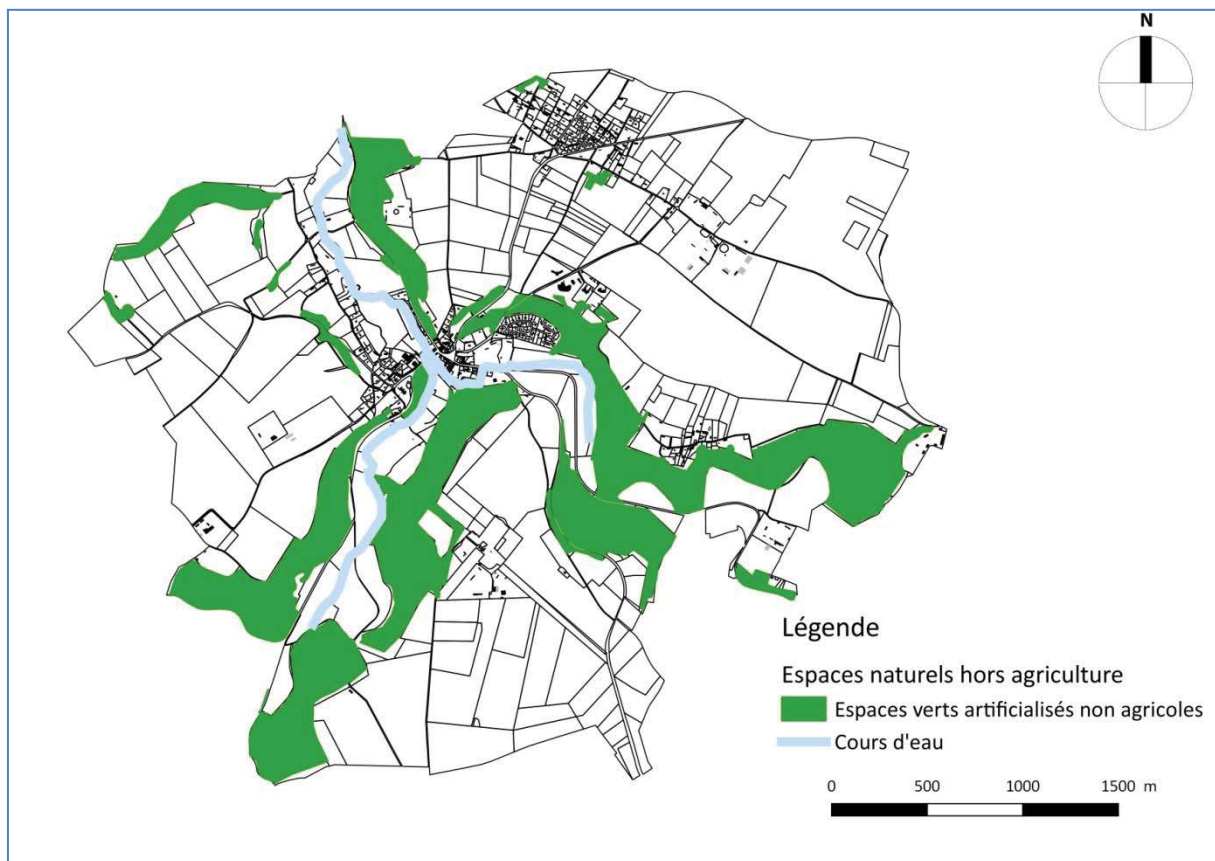 N
Légende
Espaces naturels hors agriculture
Espaces verts artificialisés non agricoles
Cours d'eau
0 500 1000 1500 m